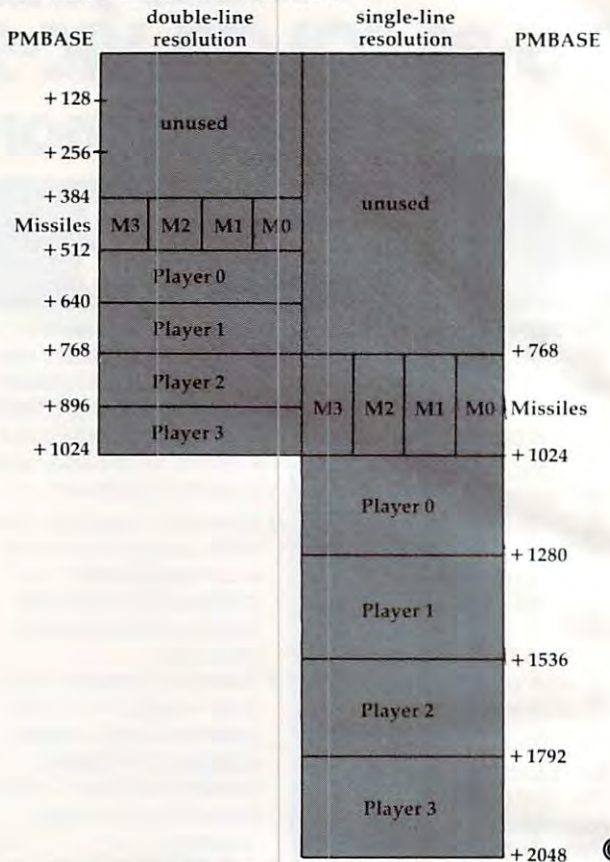 double-line single-line
PMBASE resolution resolution PMBASE
+128
unused
+256
+384
unused
Missiles M3 M2 M1 M0
+512
Player 0
+640
Player 1
+768 +768
Player 2
+896 M3 M2 M1 M0 Missiles
Player 3
+1024 +1024
Player 0
+1280
Player 1
+1536
Player 2
+1792
Player 3
+2048